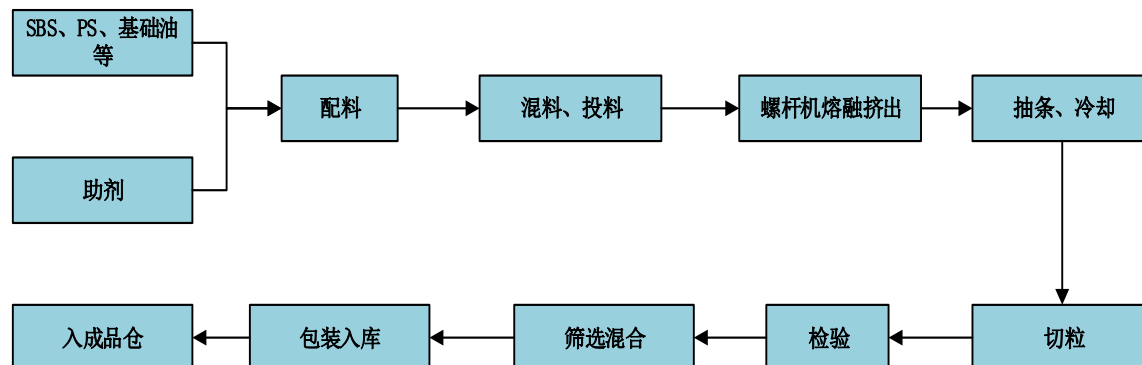 SBS、PS、基础油
等
助剂
配料
混料、投料
螺杆机熔融挤出
抽条、冷却
切粒
检验
筛选混合
包装入库
入成品仓